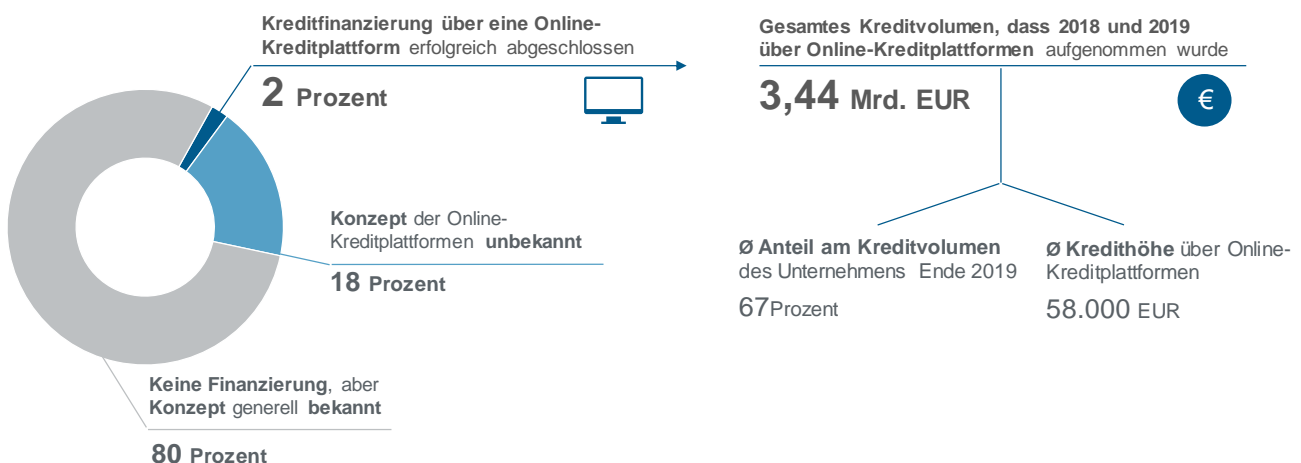 Kreditfinanzierung über eine Online-
Kreditplattform erfolgreich abgeschlossen
2 Prozent
Konzept der Online-
Kreditplattformen unbekannt
18 Prozent
Keine Finanzierung, aber
Konzept generell bekannt
80 Prozent
Gesamtes Kreditvolumen, dass 2018 und 2019
über Online-Kreditplattformen aufgenommen wurde
3,44 Mrd. EUR
€
Ø Anteil am Kreditvolumen
des Unternehmens Ende 2019
67Prozent
Ø Kredithöhe über Online-
Kreditplattformen
58.000 EUR